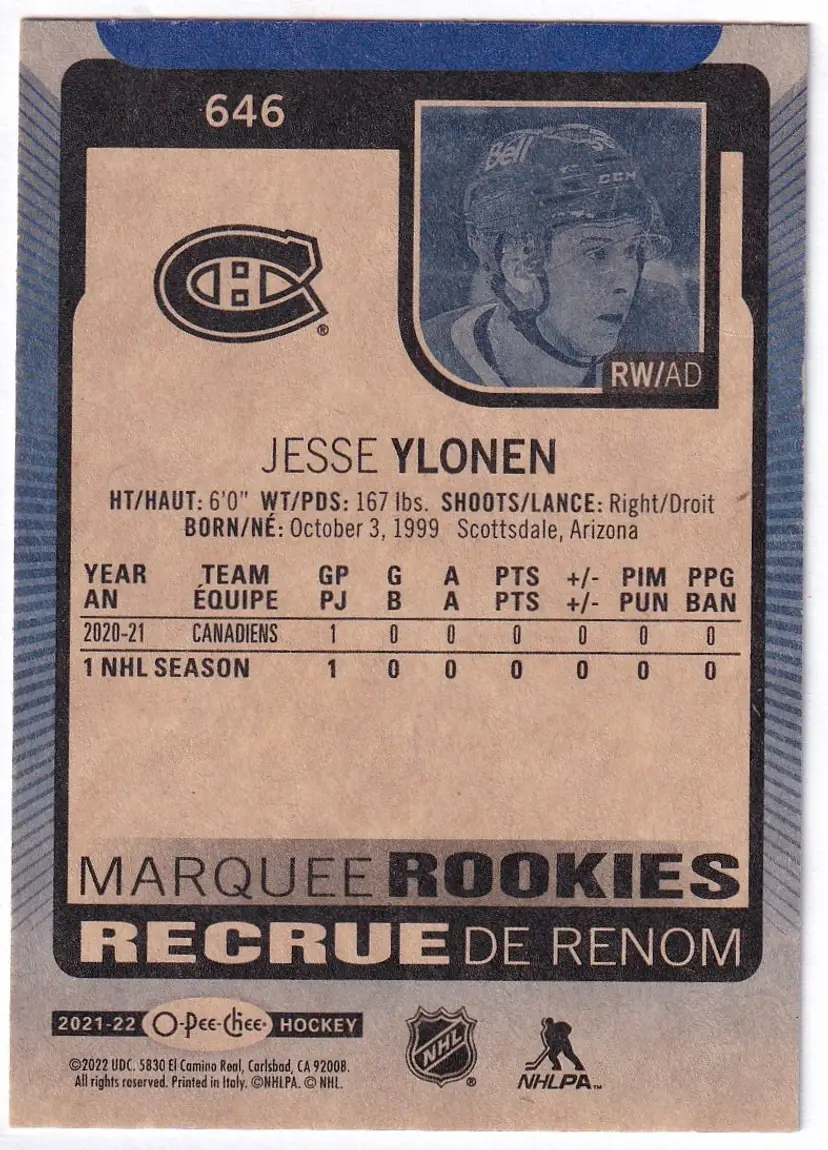 646
Bell
CCM
RW/AD
JESSE YLONEN
HT/HAUT: 6'0" WT/PDS: 167 lbs. SHOOTS/LANCE: Right/Droit
BORN/NÉ: October 3, 1999 Scottsdale, Arizona
YEAR TEAM GP G A PTS +/- PIM PPG
AN ÉQUIPE PJ B A PTS +/- PUN BAN
2020-21 CANADIENS 1 0 0 0 0 0 0
1 NHL SEASON 1 0 0 0 0 0 0
MARQUEE ROOKIES
RECRUE DE RENOM
2021-22 O-Pee-Chee® HOCKEY
©2022 UDC. 5830 El Camino Real, Carlsbad, CA 92008.
All rights reserved. Printed in Italy. ©NHLPA. © NHL.
NHL ®
NHLPA™